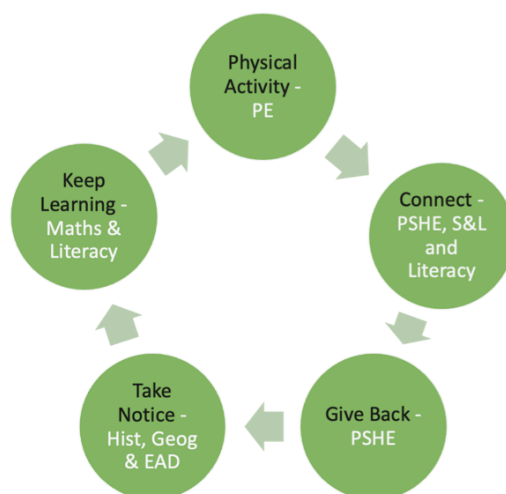 Physical
Activity -
PE
Connect -
PSHE, S&L
and
Literacy
Give Back -
PSHE
Take
Notice -
Hist, Geog
& EAD
Keep
Learning -
Maths &
Literacy